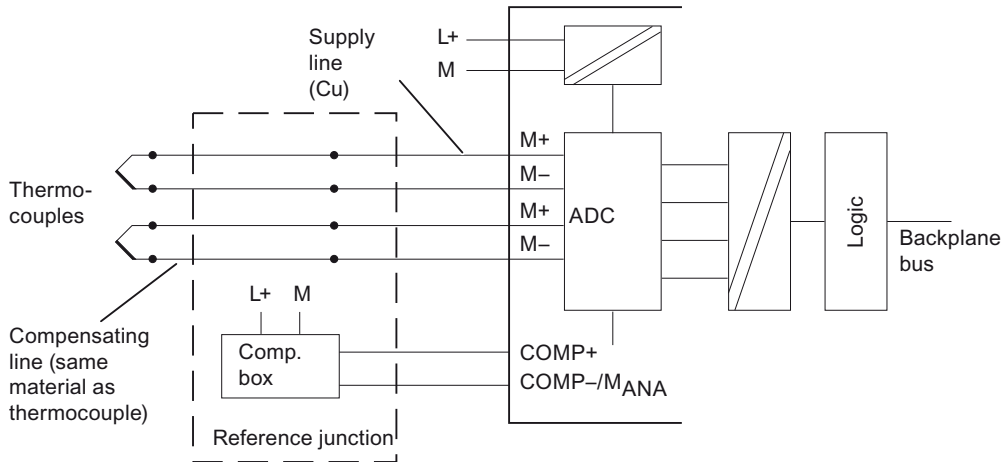 Supply
line
(Cu)
L+
M
Thermo-
couples
M+
M–
M+
M–
ADC
Logic
Backplane
bus
Compensating
line (same
material as
thermocouple)
L+ M
Comp.
box
COMP+
COMP–/MANA
Reference junction